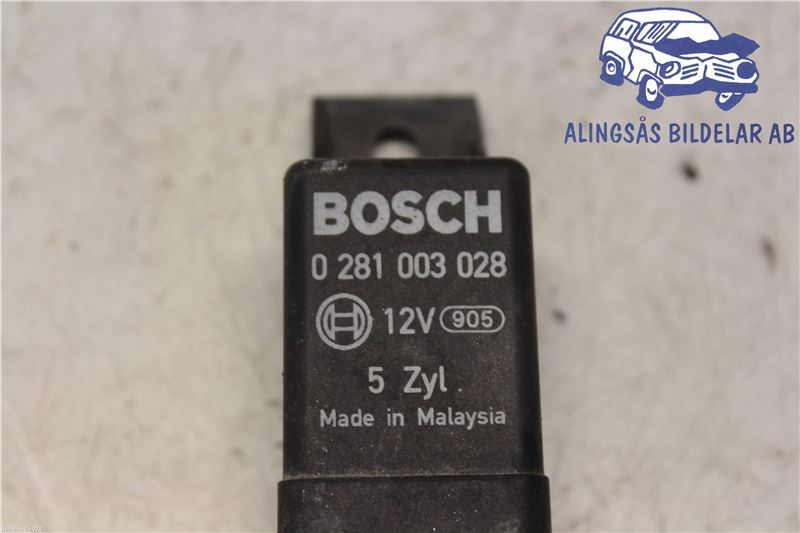 ALINGSÅS BILDELAR AB
BOSCH
0 281 003 028
12V 905
5 Zyl.
Made in Malaysia